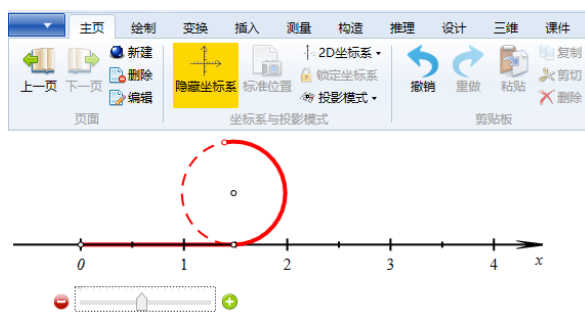 主页 绘制 变换 插入 测量 构造 推理 设计 三维 课件
上一页 下一页 新建 删除 编辑
隐藏坐标系 标准位置 2D坐标系 锁定坐标系 投影模式
撤销 重做 粘贴 复制 剪切 删除
页面 坐标系与投影模式 剪贴板
0 1 2 3 4 x